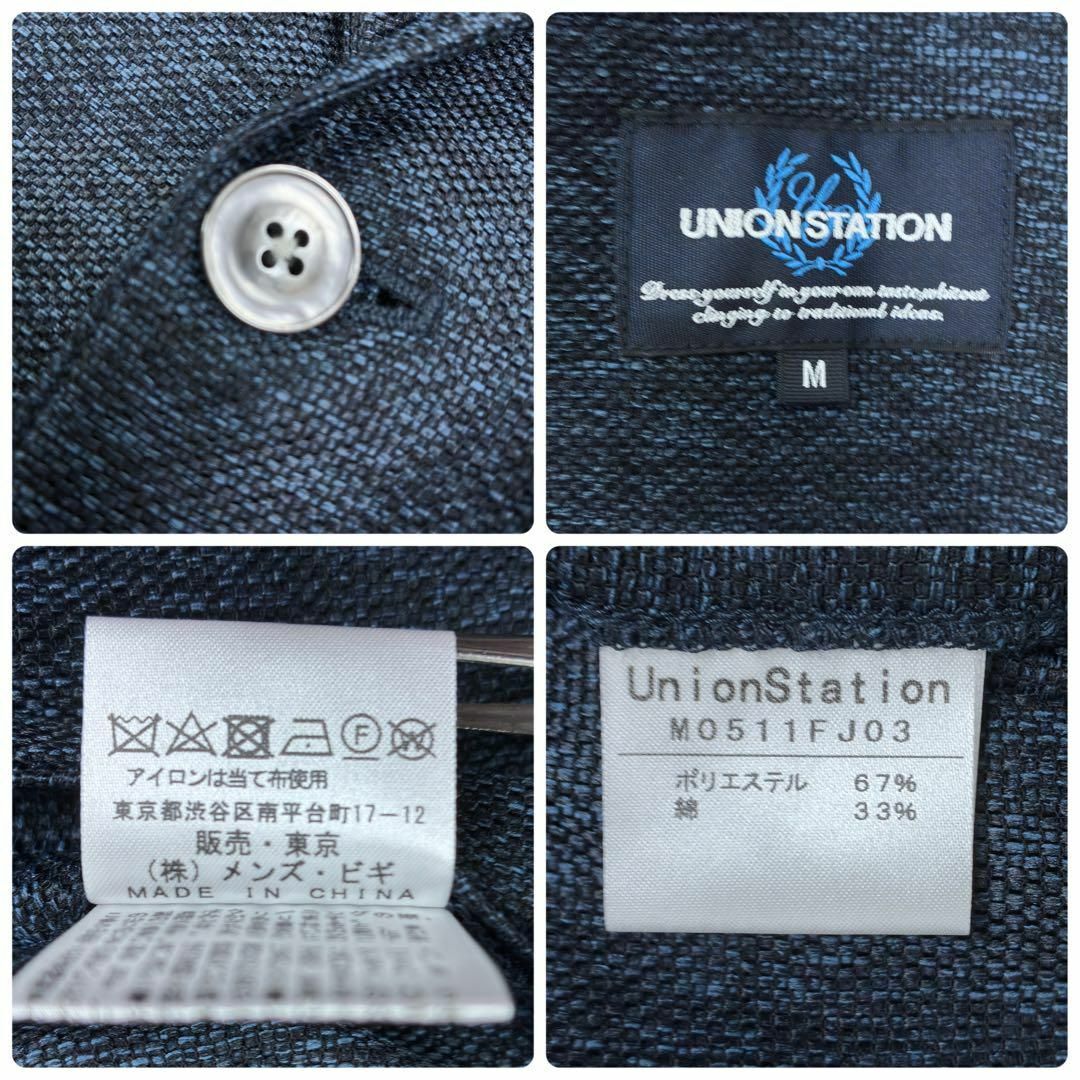 UNION STATION
Dress yourself in your own taste, without
clinging to traditional ideas.
M
F
W
アイロンは当て布使用
東京都渋谷区南平台町17-12
販売・東京
(株) メンズ・ビギ
MADE IN CHINA
UnionStation
M0511FJ03
ポリエステル 67%
綿 33%